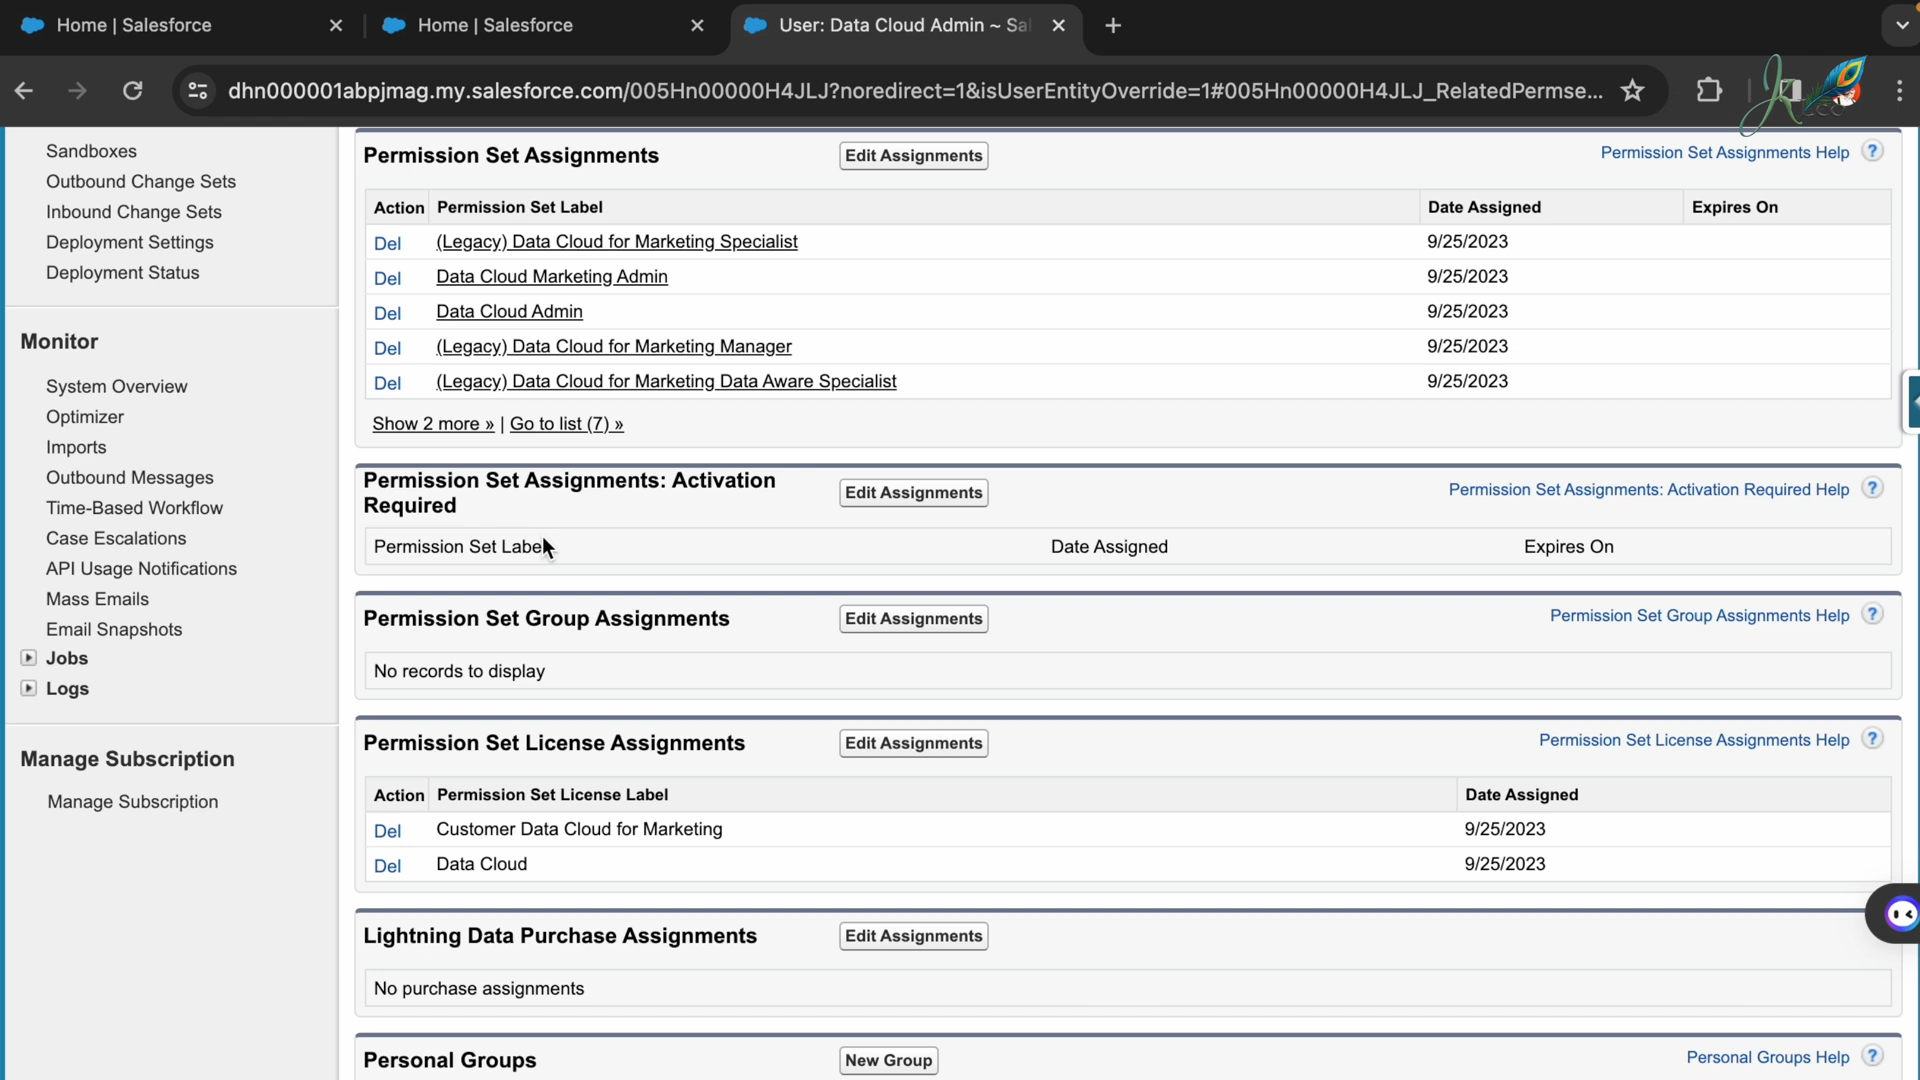 Home | Salesforce
Home | Salesforce
User: Data Cloud Admin ~ Sa
dhn000001abpjmag.my.salesforce.com/005Hn00000H4JLJ?noredirect=1&isUserEntityOverride=1#005Hn00000H4JLJ_RelatedPermse...
Sandboxes
Outbound Change Sets
Inbound Change Sets
Deployment Settings
Deployment Status
Monitor
System Overview
Optimizer
Imports
Outbound Messages
Time-Based Workflow
Case Escalations
API Usage Notifications
Mass Emails
Email Snapshots
Jobs
Logs
Manage Subscription
Manage Subscription
Permission Set Assignments Edit Assignments Permission Set Assignments Help ?
Action Permission Set Label Date Assigned Expires On
Del (Legacy) Data Cloud for Marketing Specialist 9/25/2023
Del Data Cloud Marketing Admin 9/25/2023
Del Data Cloud Admin 9/25/2023
Del (Legacy) Data Cloud for Marketing Manager 9/25/2023
Del (Legacy) Data Cloud for Marketing Data Aware Specialist 9/25/2023
Show 2 more » | Go to list (7) »
Permission Set Assignments: Activation
Required Edit Assignments Permission Set Assignments: Activation Required Help ?
Permission Set Label Date Assigned Expires On
Permission Set Group Assignments Edit Assignments Permission Set Group Assignments Help ?
No records to display
Permission Set License Assignments Edit Assignments Permission Set License Assignments Help ?
Action Permission Set License Label Date Assigned
Del Customer Data Cloud for Marketing 9/25/2023
Del Data Cloud 9/25/2023
Lightning Data Purchase Assignments Edit Assignments
No purchase assignments
Personal Groups New Group Personal Groups Help ?